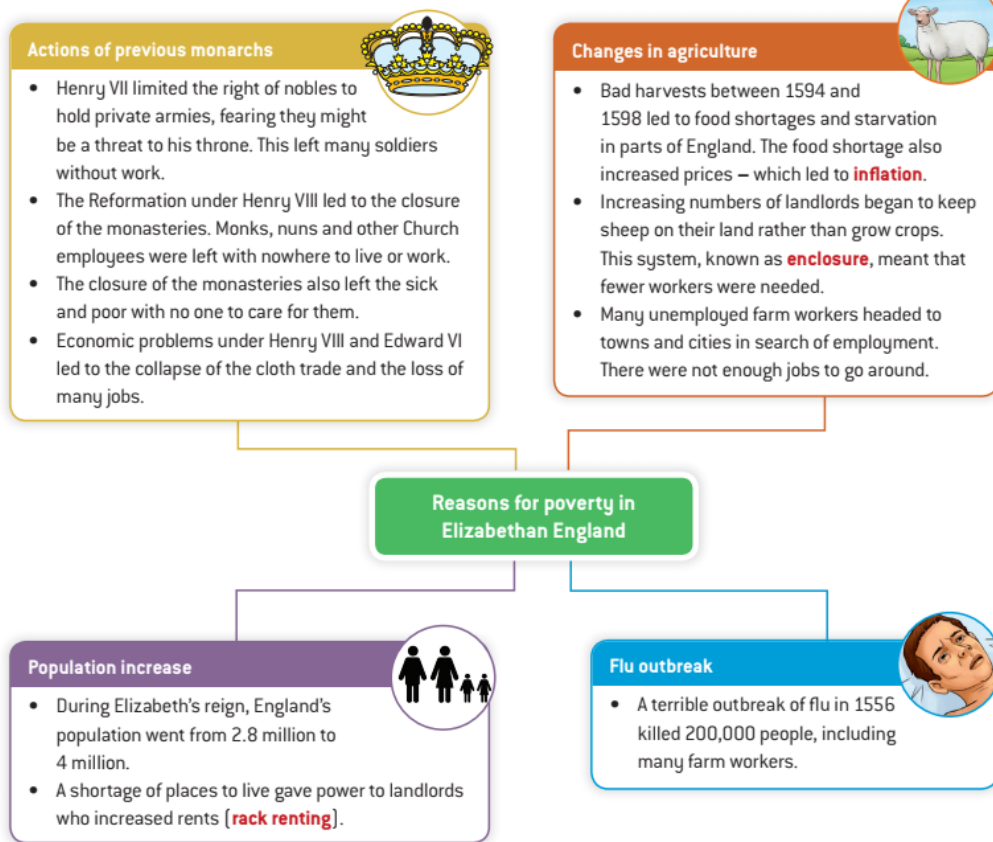 Actions of previous monarchs
• Henry VII limited the right of nobles to
hold private armies, fearing they might
be a threat to his throne. This left many soldiers
without work.
• The Reformation under Henry VIII led to the closure
of the monasteries. Monks, nuns and other Church
employees were left with nowhere to live or work.
• The closure of the monasteries also left the sick
and poor with no one to care for them.
• Economic problems under Henry VIII and Edward VI
led to the collapse of the cloth trade and the loss of
many jobs.
Changes in agriculture
• Bad harvests between 1594 and
1598 led to food shortages and starvation
in parts of England. The food shortage also
increased prices – which led to inflation.
• Increasing numbers of landlords began to keep
sheep on their land rather than grow crops.
This system, known as enclosure, meant that
fewer workers were needed.
• Many unemployed farm workers headed to
towns and cities in search of employment.
There were not enough jobs to go around.
Reasons for poverty in
Elizabethan England
Population increase
• During Elizabeth's reign, England's
population went from 2.8 million to
4 million.
• A shortage of places to live gave power to landlords
who increased rents (rack renting).
Flu outbreak
• A terrible outbreak of flu in 1556
killed 200,000 people, including
many farm workers.